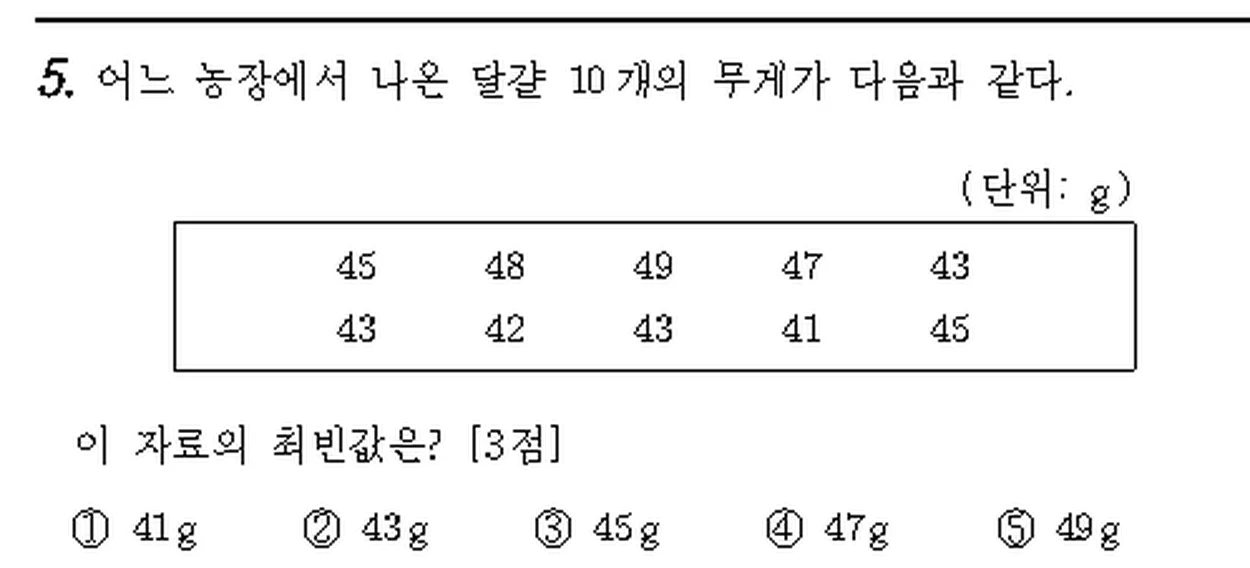 5. 어느 농장에서 나온 달걀 10개의 무게가 다음과 같다.
(단위: g)
45 48 49 47 43
43 42 43 41 45
이 자료의 최빈값은? [3점]
① 41g ② 43g ③ 45g ④ 47g ⑤ 49g